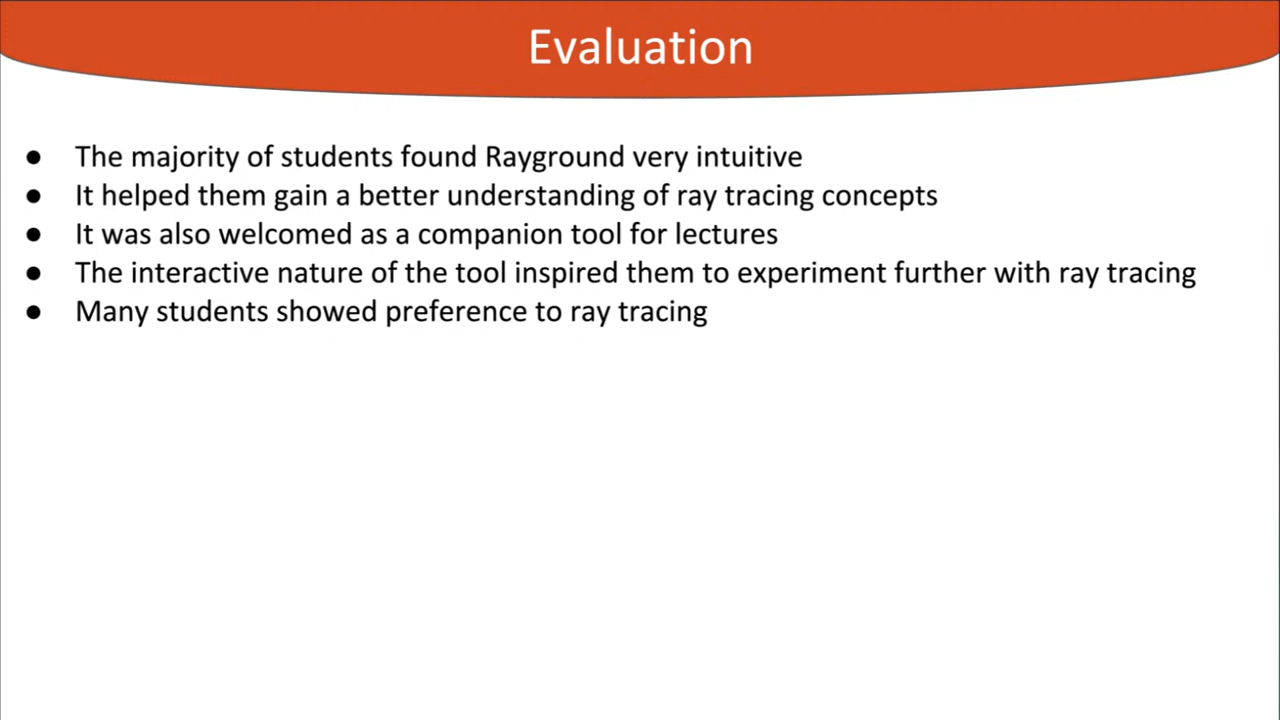 Evaluation
● The majority of students found Rayground very intuitive
● It helped them gain a better understanding of ray tracing concepts
● It was also welcomed as a companion tool for lectures
● The interactive nature of the tool inspired them to experiment further with ray tracing
● Many students showed preference to ray tracing